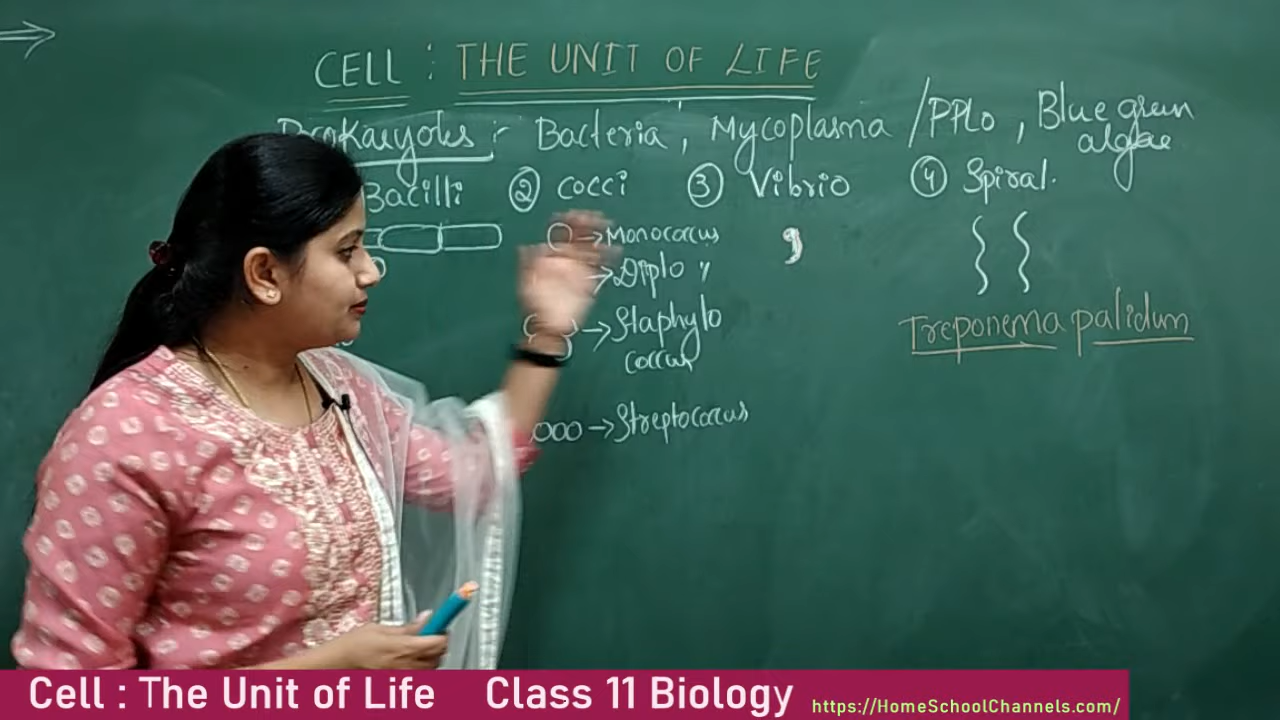 CELL : THE UNIT OF LIFE
Prokaryotes :- Bacteria, Mycoplasma /PPLO, Blue green
algae
Bacilli ② Cocci ③ Vibrio ④ Spiral.
→ Monococcus
→ Diplo "
→ Staphylo
coccus
→ Streptococcus
Treponema palidum
Cell : The Unit of Life Class 11 Biology https://HomeSchoolChannels.com/